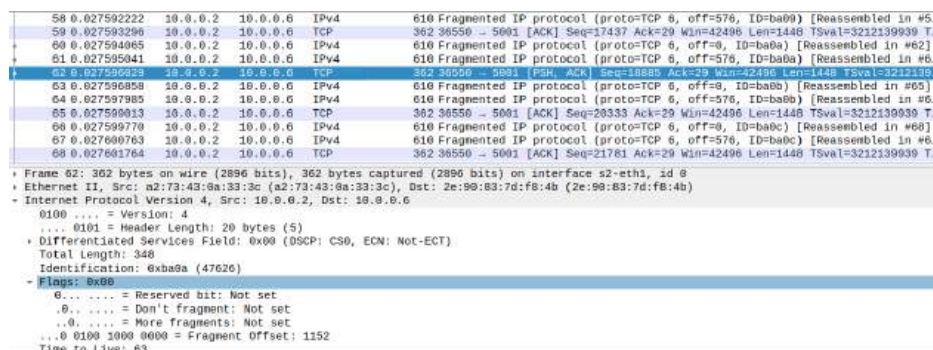 58 0.027592222 10.0.0.2 10.0.0.6 IPv4 610 Fragmented IP protocol (proto=TCP 6, off=576, ID=ba09) [Reassembled in #5
59 0.027593296 10.0.0.2 10.0.0.6 TCP 362 36550 → 5001 [ACK] Seq=17437 Ack=29 Win=42496 Len=1448 TSval=3212139939 T
60 0.027594065 10.0.0.2 10.0.0.6 IPv4 610 Fragmented IP protocol (proto=TCP 6, off=0, ID=ba0a) [Reassembled in #62]
61 0.027595041 10.0.0.2 10.0.0.6 IPv4 610 Fragmented IP protocol (proto=TCP 6, off=576, ID=ba0a) [Reassembled in #6
62 0.027596029 10.0.0.2 10.0.0.6 TCP 362 36550 → 5001 [PSH, ACK] Seq=18885 Ack=29 Win=42496 Len=1448 TSval=3212139
63 0.027596858 10.0.0.2 10.0.0.6 IPv4 610 Fragmented IP protocol (proto=TCP 6, off=0, ID=ba0b) [Reassembled in #65]
64 0.027597985 10.0.0.2 10.0.0.6 IPv4 610 Fragmented IP protocol (proto=TCP 6, off=576, ID=ba0b) [Reassembled in #6
65 0.027599013 10.0.0.2 10.0.0.6 TCP 362 36550 → 5001 [ACK] Seq=20333 Ack=29 Win=42496 Len=1448 TSval=3212139939 T
66 0.027599770 10.0.0.2 10.0.0.6 IPv4 610 Fragmented IP protocol (proto=TCP 6, off=0, ID=ba0c) [Reassembled in #68]
67 0.027600763 10.0.0.2 10.0.0.6 IPv4 610 Fragmented IP protocol (proto=TCP 6, off=576, ID=ba0c) [Reassembled in #6
68 0.027601764 10.0.0.2 10.0.0.6 TCP 362 36550 → 5001 [ACK] Seq=21781 Ack=29 Win=42496 Len=1448 TSval=3212139939 T
Frame 62: 362 bytes on wire (2896 bits), 362 bytes captured (2896 bits) on interface s2-eth1, id 0
Ethernet II, Src: a2:73:43:0a:33:3c (a2:73:43:0a:33:3c), Dst: 2e:90:83:7d:f8:4b (2e:90:83:7d:f8:4b)
Internet Protocol Version 4, Src: 10.0.0.2, Dst: 10.0.0.6
0100 .... = Version: 4
.... 0101 = Header Length: 20 bytes (5)
Differentiated Services Field: 0x00 (DSCP: CS0, ECN: Not-ECT)
Total Length: 348
Identification: 0xba0a (47626)
Flags: 0x00
0... .... = Reserved bit: Not set
.0.. .... = Don't fragment: Not set
..0. .... = More fragments: Not set
...0 0100 1000 0000 = Fragment Offset: 1152
Time to Live: 63